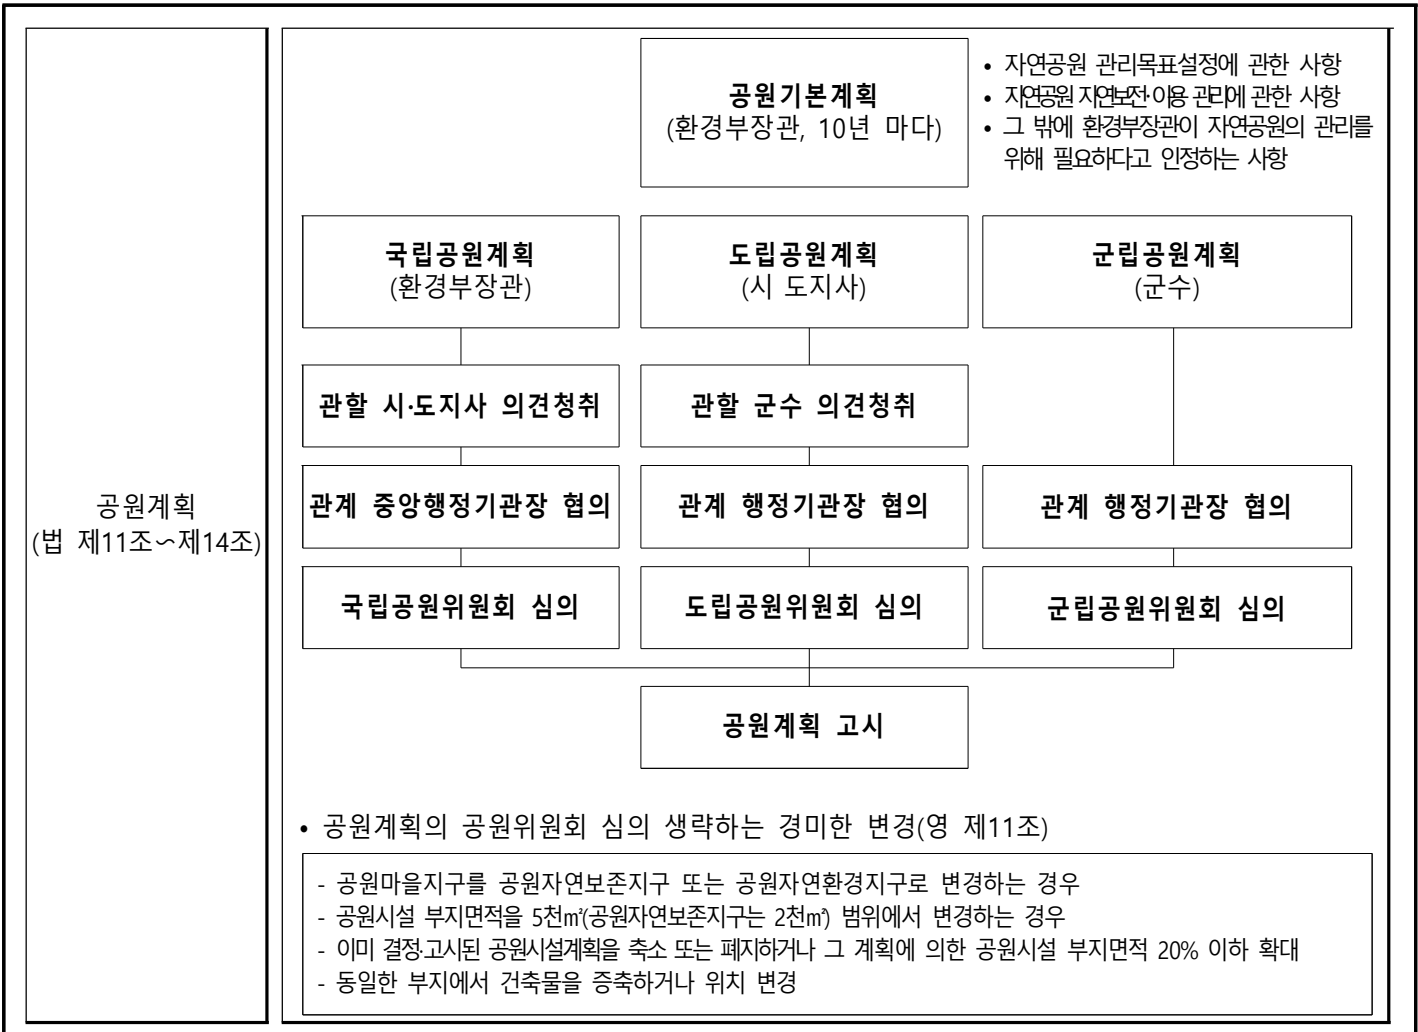 공원계획
(법 제11조∽제14조)
공원기본계획
(환경부장관, 10년 마다)
• 자연공원 관리목표설정에 관한 사항
• 자연공원 자연보전·이용 관리에 관한 사항
• 그 밖에 환경부장관이 자연공원의 관리를
위해 필요하다고 인정하는 사항
국립공원계획
(환경부장관)
도립공원계획
(시 도지사)
군립공원계획
(군수)
관할 시·도지사 의견청취
관할 군수 의견청취
관계 중앙행정기관장 협의
관계 행정기관장 협의
관계 행정기관장 협의
국립공원위원회 심의
도립공원위원회 심의
군립공원위원회 심의
공원계획 고시
• 공원계획의 공원위원회 심의 생략하는 경미한 변경(영 제11조)
- 공원마을지구를 공원자연보존지구 또는 공원자연환경지구로 변경하는 경우
- 공원시설 부지면적을 5천㎡(공원자연보존지구는 2천㎡) 범위에서 변경하는 경우
- 이미 결정·고시된 공원시설계획을 축소 또는 폐지하거나 그 계획에 의한 공원시설 부지면적 20% 이하 확대
- 동일한 부지에서 건축물을 증축하거나 위치 변경